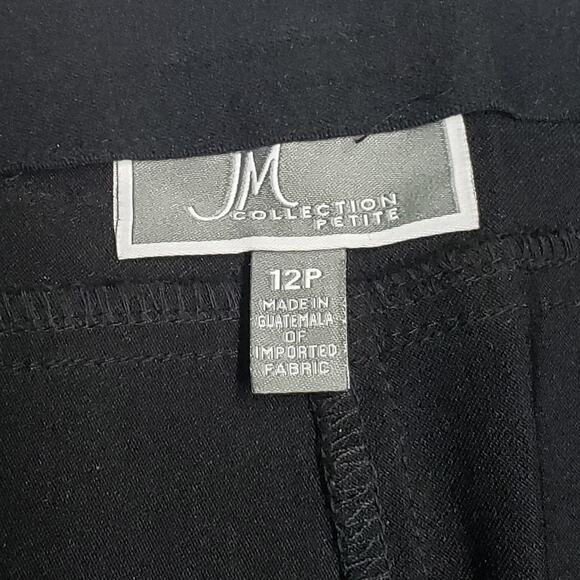 JM
COLLECTION
PETITE
12P
MADE IN
GUATEMALA
OF
IMPORTED
FABRIC